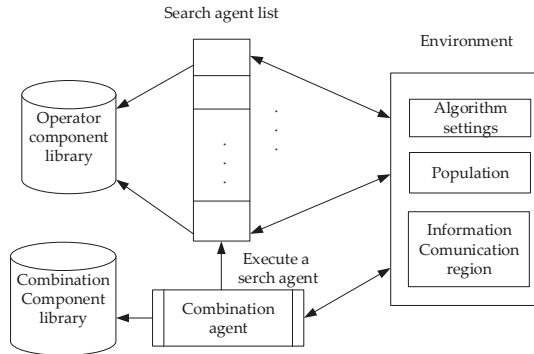 Search agent list
Environment
Operator
component
library
Algorithm
settings
Population
Information
Comunication
region
Execute a
serch agent
Combination
Component
library
Combination
agent